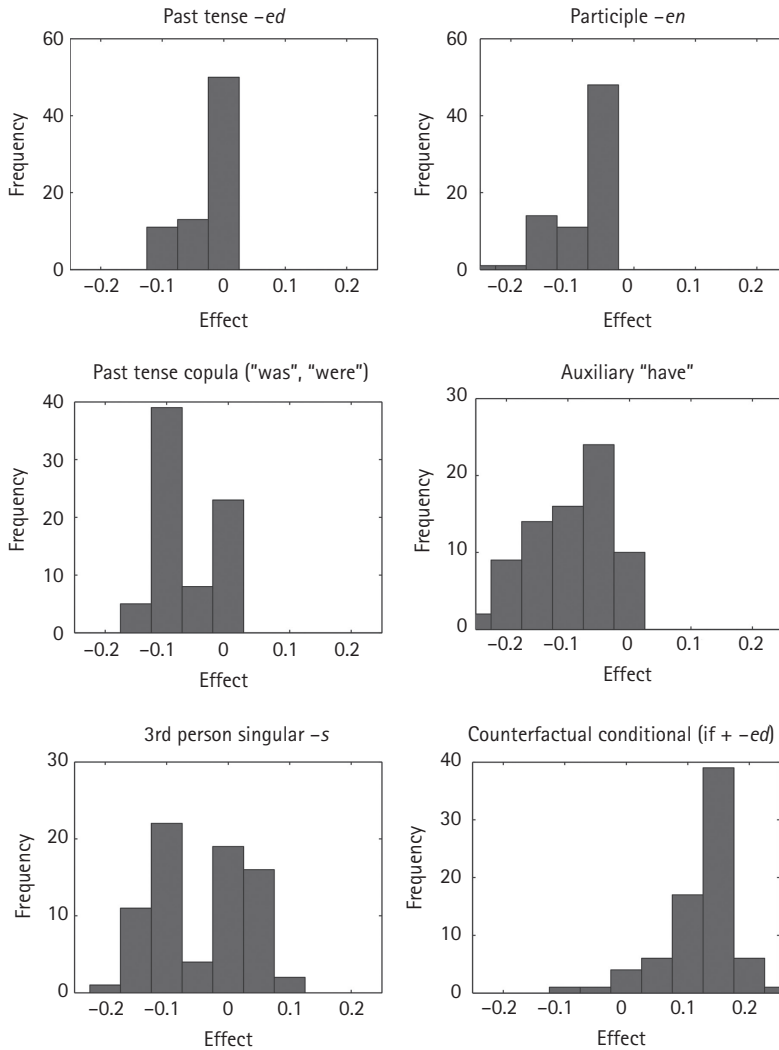 Past tense –ed
60
40
20
0
Frequency
–0.2 –0.1 0 0.1 0.2
Effect
Participle –en
60
40
20
0
Frequency
–0.2 –0.1 0 0.1 0.2
Effect
Past tense copula ("was", "were")
40
30
20
10
0
Frequency
–0.2 –0.1 0 0.1 0.2
Effect
Auxiliary "have"
30
20
10
0
Frequency
–0.2 –0.1 0 0.1 0.2
Effect
3rd person singular –s
30
20
10
0
Frequency
–0.2 –0.1 0 0.1 0.2
Effect
Counterfactual conditional (if + –ed)
40
30
20
10
0
Frequency
–0.2 –0.1 0 0.1 0.2
Effect